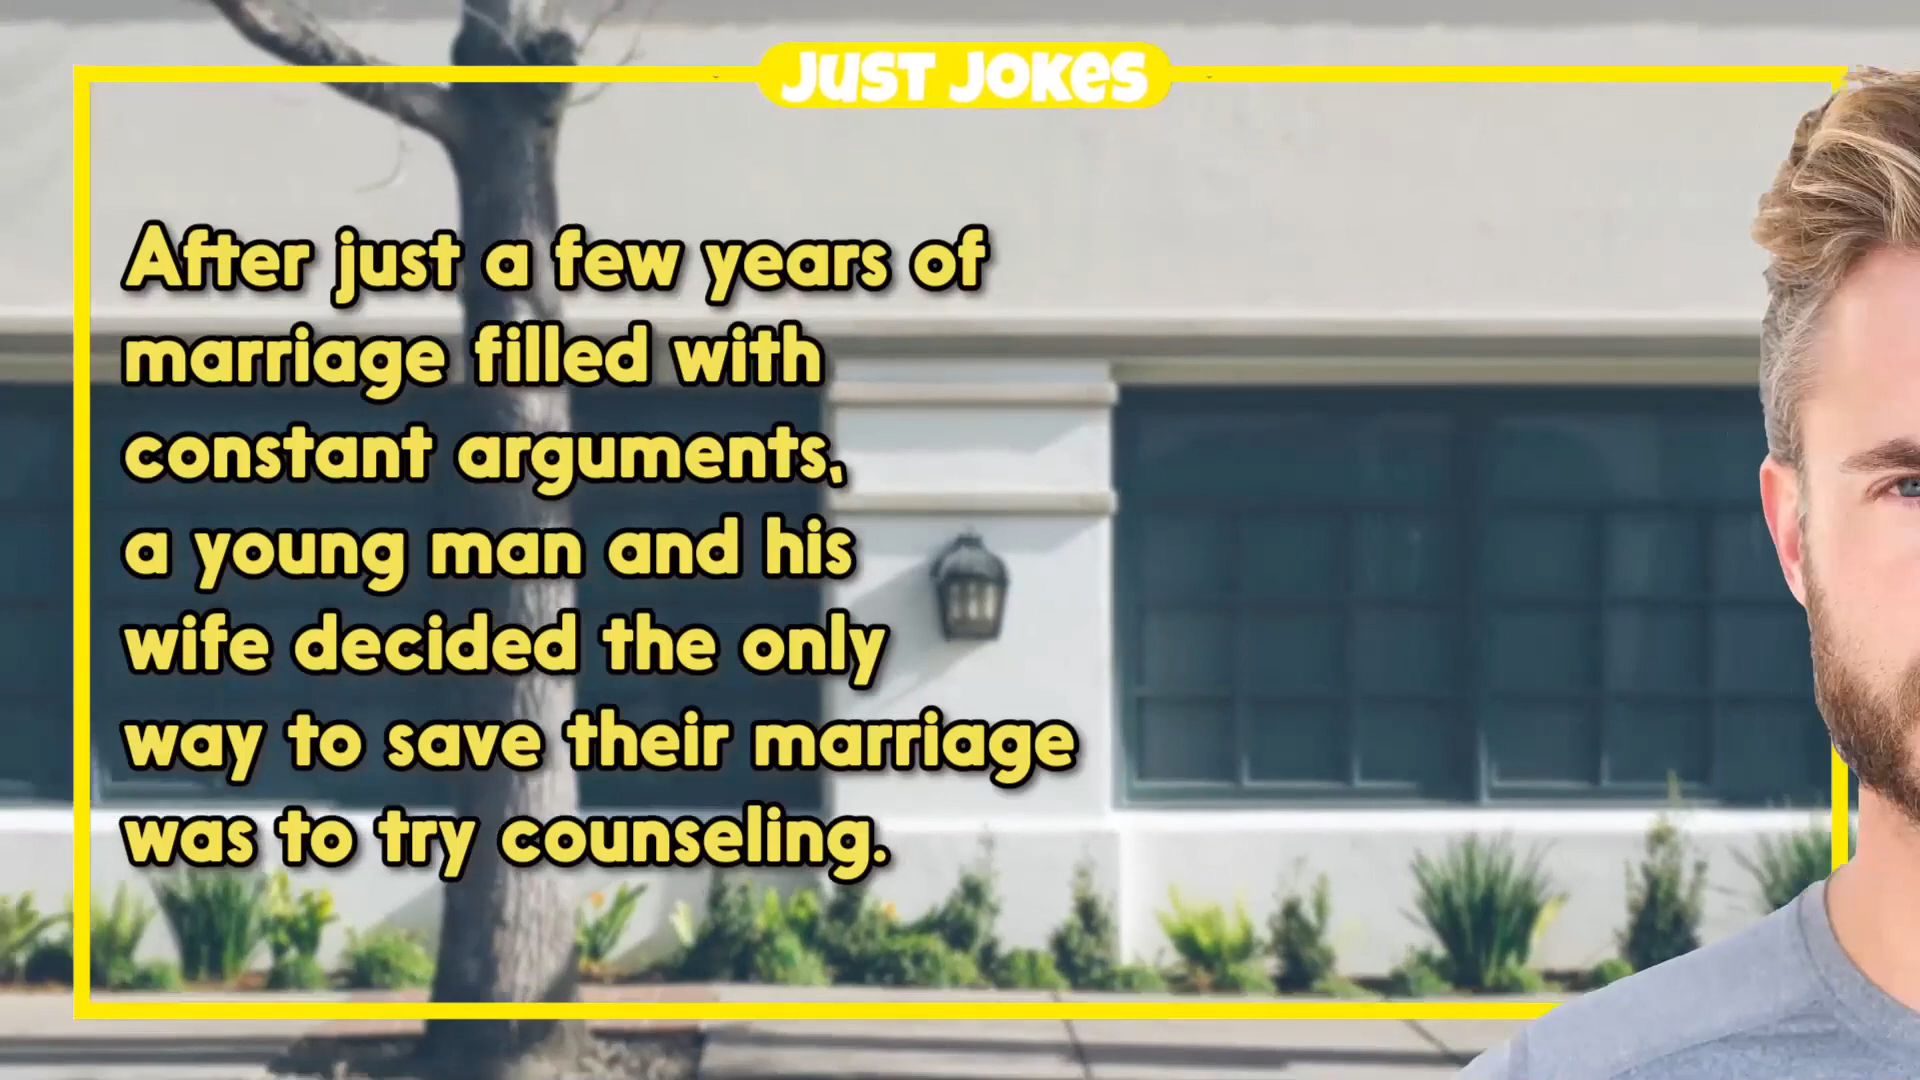 JUST JOKES
After just a few years of
marriage filled with
constant arguments,
a young man and his
wife decided the only
way to save their marriage
was to try counseling.